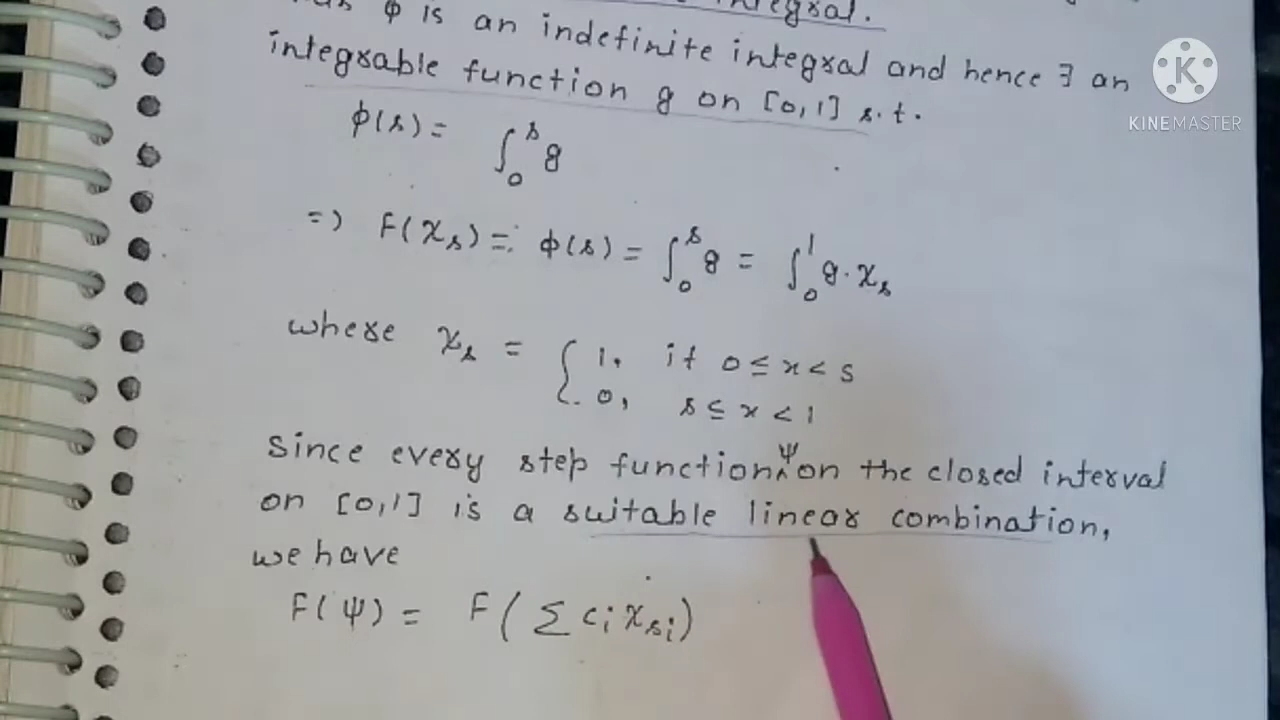 integral.
φ is an indefinite integral and hence ∃ an
integrable function g on [0,1] s.t.
φ(s) = ∫₀ˢ g
=) F(χₛ) = φ(s) = ∫₀ˢ g = ∫₀¹ g·χₛ
where χₛ = { 1, if 0 ≤ x < s
0, s ≤ x < 1
Since every step function ψ on the closed interval
on [0,1] is a suitable linear combination,
we have
F(ψ) = F(∑ cᵢ χₛᵢ)
K
KINEMASTER